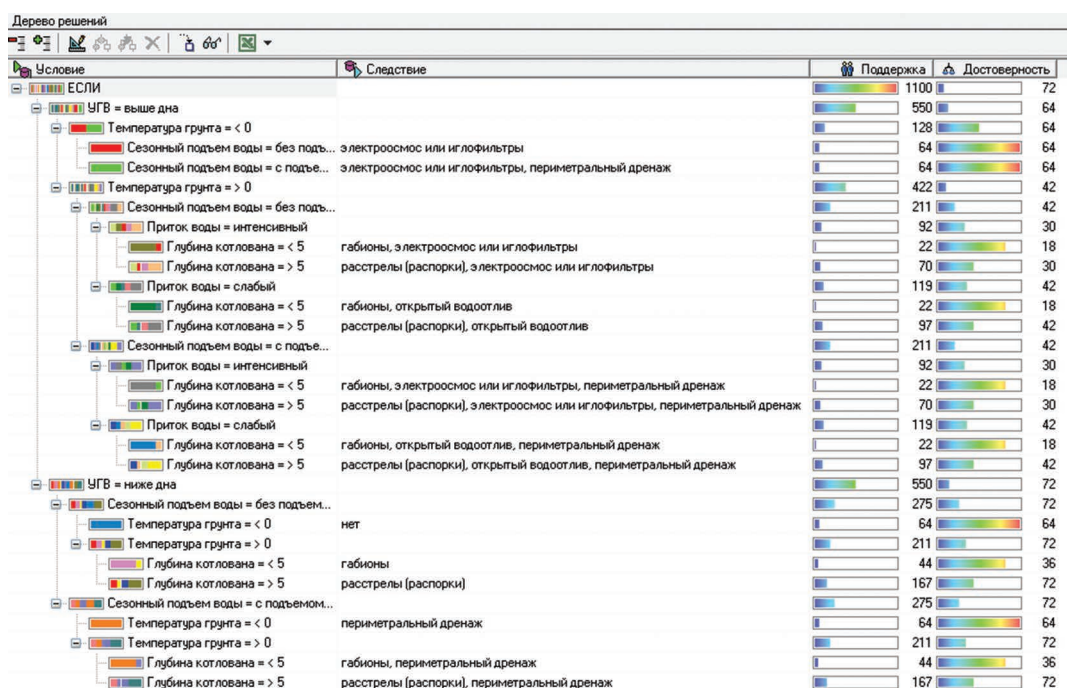 Дерево решений
Условие Следствие Поддержка Достоверность
ЕСЛИ 1100 72
УГВ = выше дна 550 64
Температура грунта = < 0 128 64
Сезонный подъем воды = без подъ... электроосмос или иглофильтры 64 64
Сезонный подъем воды = с подъе... электроосмос или иглофильтры, периметральный дренаж 64 64
Температура грунта = > 0 422 42
Сезонный подъем воды = без подъ... 211 42
Приток воды = интенсивный 92 30
Глубина котлована = < 5 габионы, электроосмос или иглофильтры 22 18
Глубина котлована = > 5 расстрелы (распорки), электроосмос или иглофильтры 70 30
Приток воды = слабый 119 42
Глубина котлована = < 5 габионы, открытый водоотлив 22 18
Глубина котлована = > 5 расстрелы (распорки), открытый водоотлив 97 42
Сезонный подъем воды = с подъе... 211 42
Приток воды = интенсивный 92 30
Глубина котлована = < 5 габионы, электроосмос или иглофильтры, периметральный дренаж 22 18
Глубина котлована = > 5 расстрелы (распорки), электроосмос или иглофильтры, периметральный дренаж 70 30
Приток воды = слабый 119 42
Глубина котлована = < 5 габионы, открытый водоотлив, периметральный дренаж 22 18
Глубина котлована = > 5 расстрелы (распорки), открытый водоотлив, периметральный дренаж 97 42
УГВ = ниже дна 550 72
Сезонный подъем воды = без подъем... 275 72
Температура грунта = < 0 нет 64 64
Температура грунта = > 0 211 72
Глубина котлована = < 5 габионы 44 36
Глубина котлована = > 5 расстрелы (распорки) 167 72
Сезонный подъем воды = с подъемом... 275 72
Температура грунта = < 0 периметральный дренаж 64 64
Температура грунта = > 0 211 72
Глубина котлована = < 5 габионы, периметральный дренаж 44 36
Глубина котлована = > 5 расстрелы (распорки), периметральный дренаж 167 72